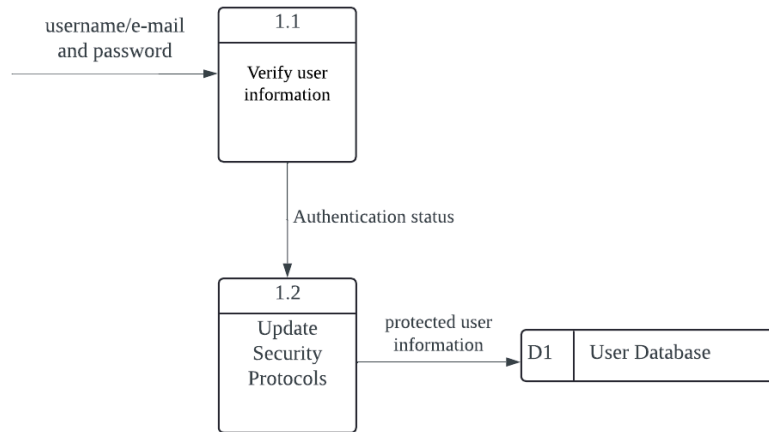 username/e-mail
and password
1.1
Verify user
information
Authentication status
1.2
Update
Security
Protocols
protected user
information
D1
User Database